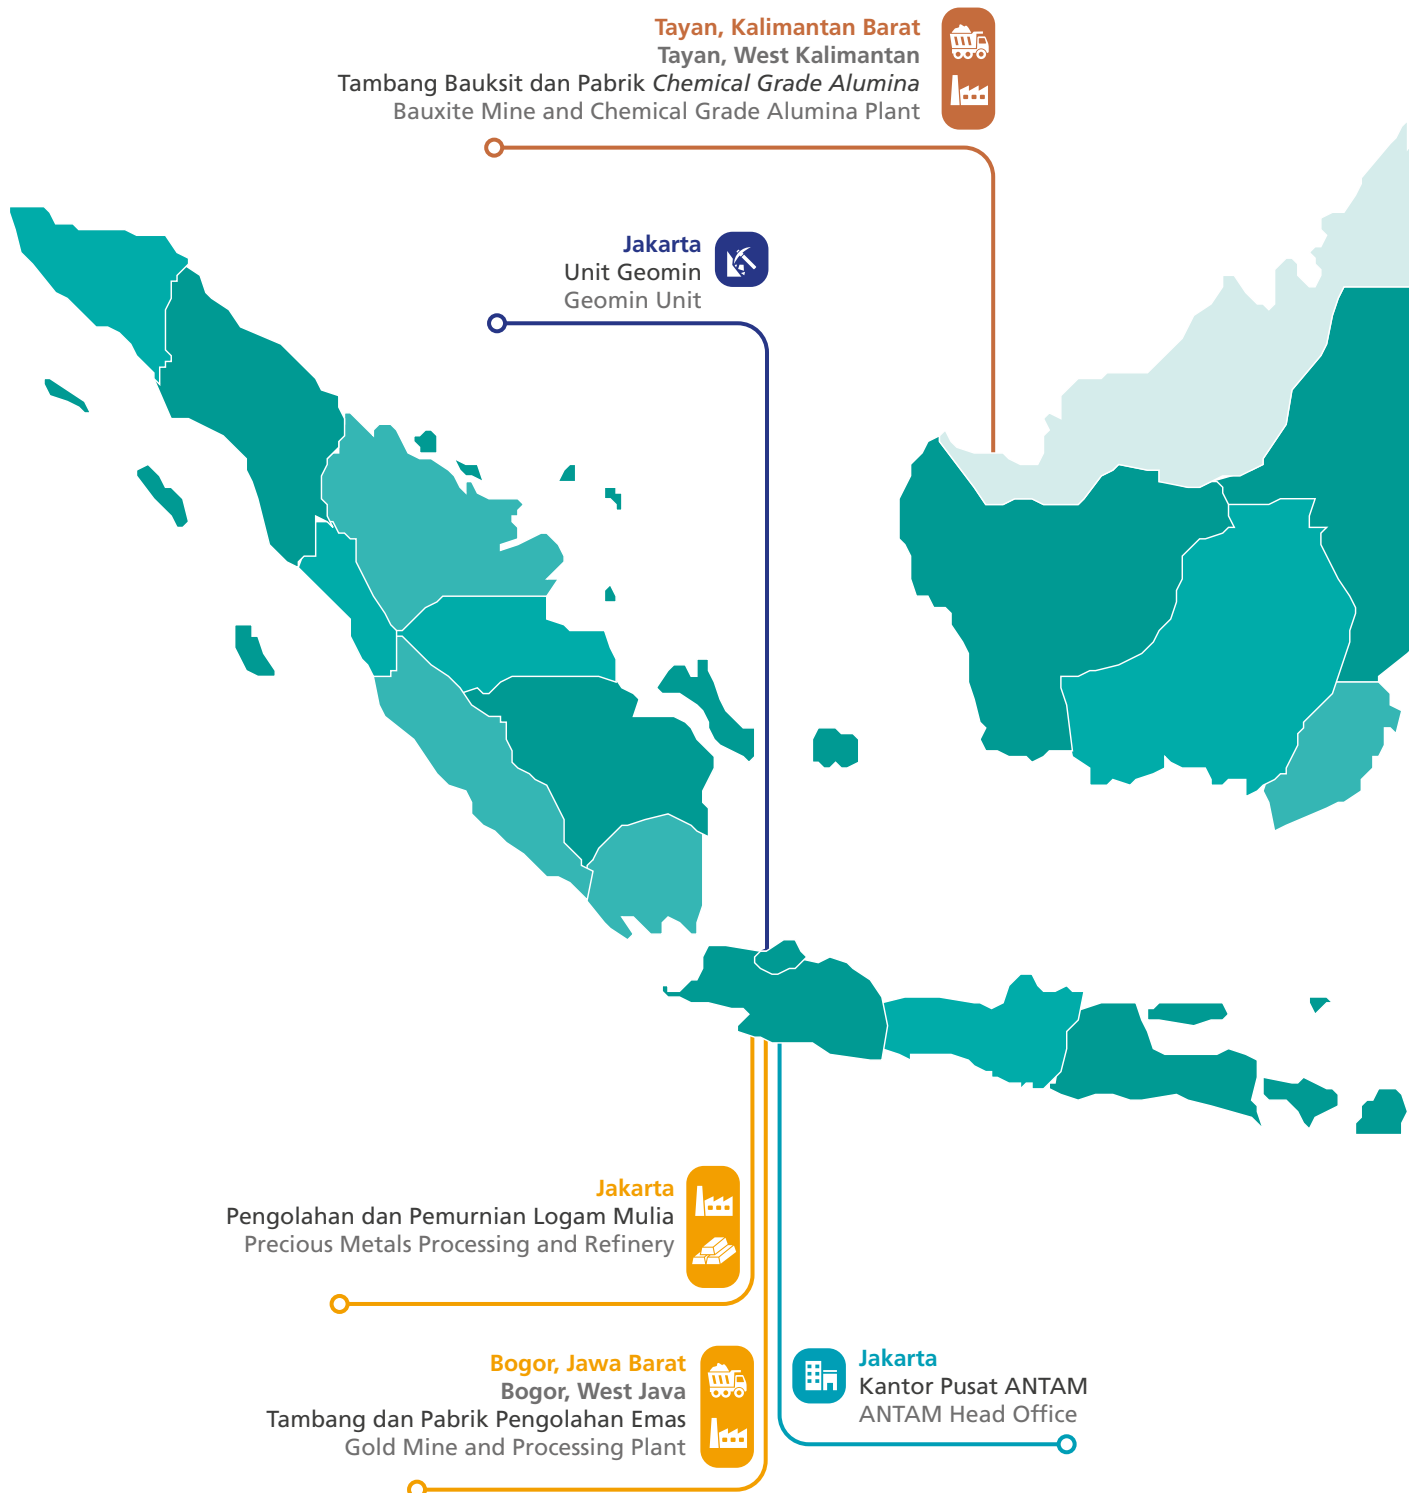 Tayan, Kalimantan Barat
Tayan, West Kalimantan
Tambang Bauksit dan Pabrik Chemical Grade Alumina
Bauxite Mine and Chemical Grade Alumina Plant
Jakarta
Unit Geomin
Geomin Unit
Jakarta
Pengolahan dan Pemurnian Logam Mulia
Precious Metals Processing and Refinery
Bogor, Jawa Barat
Bogor, West Java
Tambang dan Pabrik Pengolahan Emas
Gold Mine and Processing Plant
Jakarta
Kantor Pusat ANTAM
ANTAM Head Office